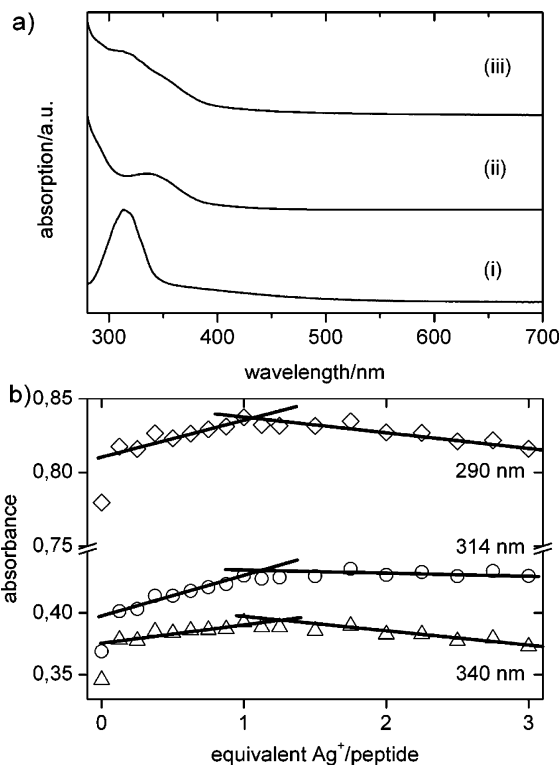 a)
absorption/a.u.
(iii)
(ii)
(i)
300 400 500 600 700
wavelength/nm
b)
0,85
0,80
0,75
0,40
0,35
absorbance
290 nm
314 nm
340 nm
0 1 2 3
equivalent Ag⁺/peptide